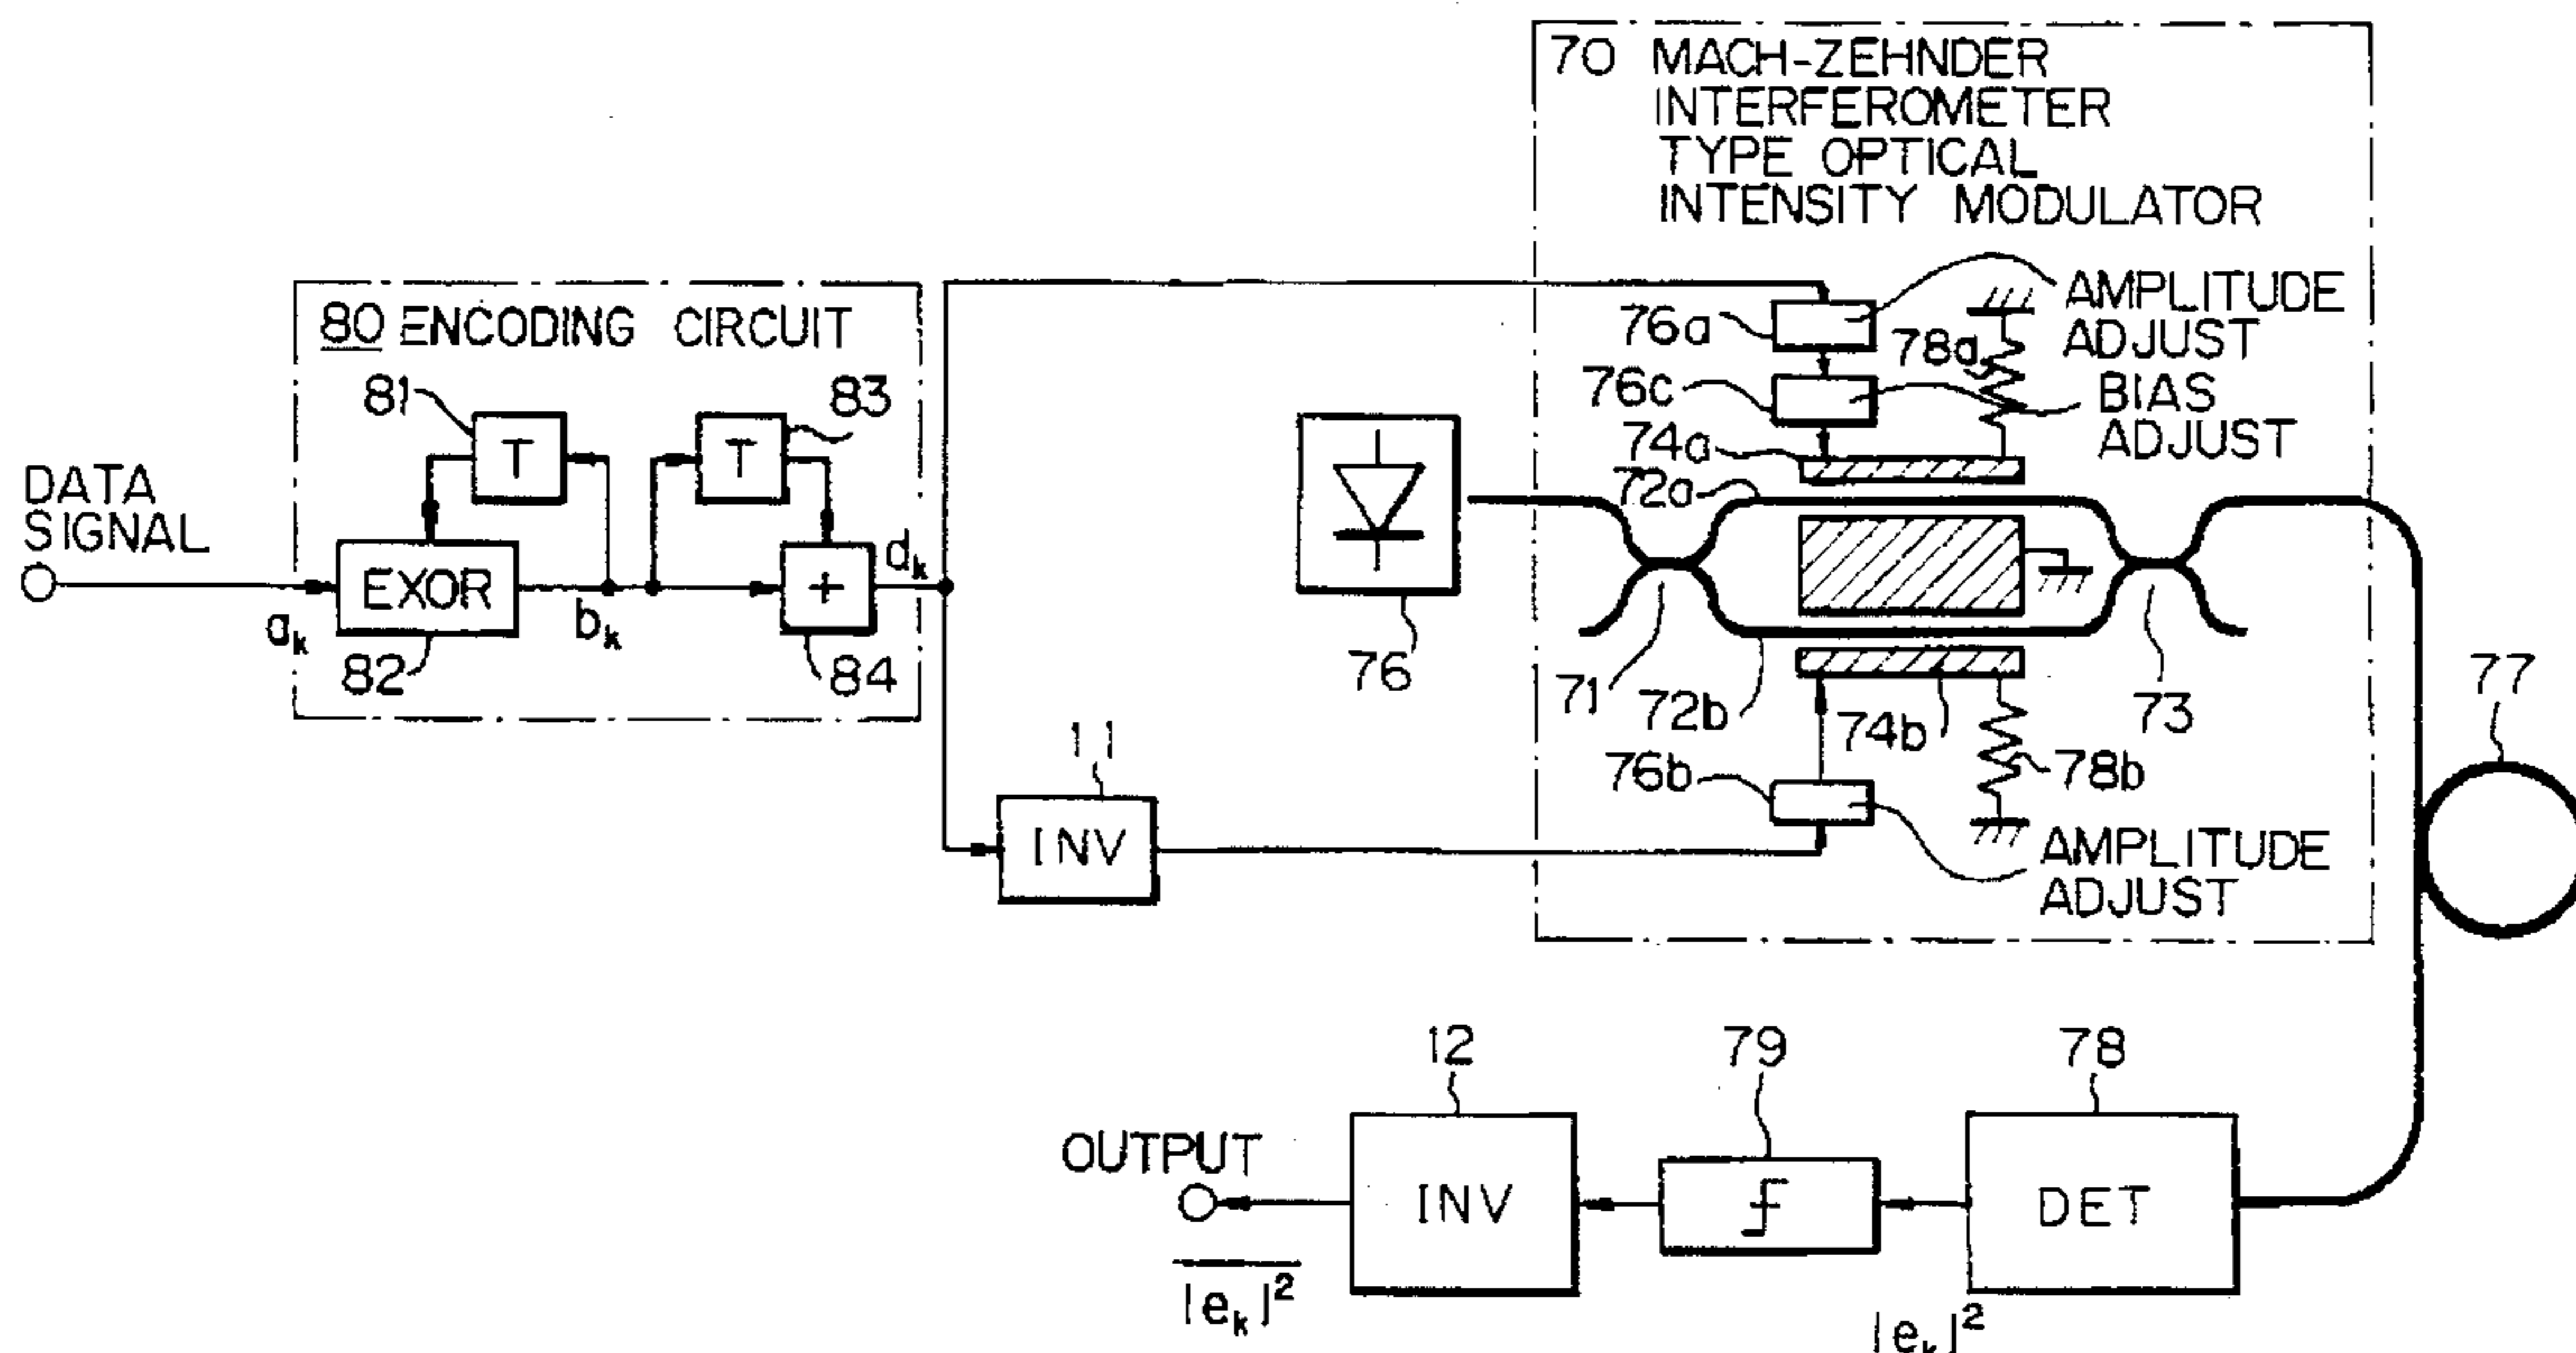 70 MACH-ZEHNDER
INTERFEROMETER
TYPE OPTICAL
INTENSITY MODULATOR
80 ENCODING CIRCUIT
76a
78a
AMPLITUDE
ADJUST
76c
BIAS
ADJUST
81
T
T
83
74a
72a
DATA
SIGNAL
EXOR
+
d_k
a_k
b_k
82
84
76
71
72b
74b
73
77
11
76b
78b
INV
AMPLITUDE
ADJUST
12
79
78
OUTPUT
INV
DET
|e_k|²
|e_k|²